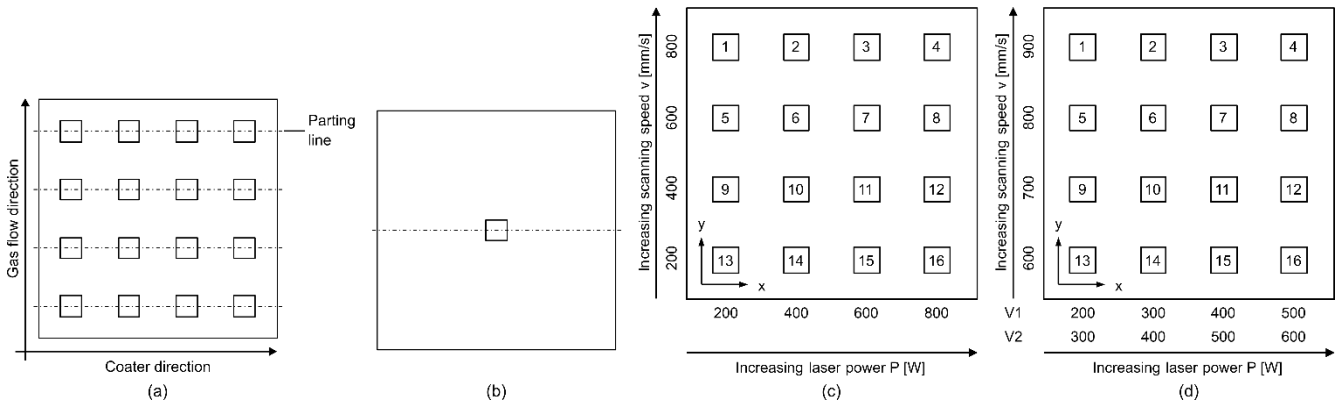 Gas flow direction
Parting
line
Coater direction
(a)
(b)
Increasing scanning speed v [mm/s]
800
600
400
200
1 2 3 4
5 6 7 8
9 10 11 12
13 14 15 16
y
x
200 400 600 800
Increasing laser power P [W]
(c)
Increasing scanning speed v [mm/s]
900
800
700
600
1 2 3 4
5 6 7 8
9 10 11 12
13 14 15 16
y
x
V1 200 300 400 500
V2 300 400 500 600
Increasing laser power P [W]
(d)